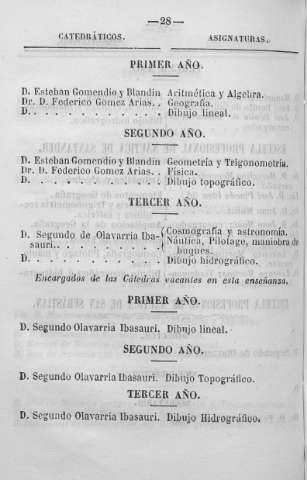 —28—
CATEDRÁTICOS. ASIGNATURAS.
PRIMER AÑO.
D. Esteban Gomendio y Blandin Aritmética y Algebra.
Dr. D. Federico Gomez Arias. . Geografía.
D. . . . . . . . . . . . Dibujo lineal.
SEGUNDO AÑO.
D. Esteban Gomendio y Blandin Geometría y Trigonometría.
Dr. D. Federico Gomez Arias. . Física.
D. . . . . . . . . . . . Dibujo topográfico.
TERCER AÑO.
D. Segundo de Olavarria Iba- Cosmografía y astronomia.
sauri. . . . . . . . . Náutica, Pilotage, maniobra de
buques.
D. . . . . . . . . . . . Dibujo hidrográfico.
Encargados de las Cátedras vacantes en esta enseñanza.
PRIMER AÑO.
D. Segundo Olavarria Ibasauri. Dibujo lineal.
SEGUNDO AÑO.
D. Segundo Olavarria Ibasauri. Dibujo Topográfico.
TERCER AÑO.
D. Segundo Olavarria Ibasauri. Dibujo Hidrográfico.